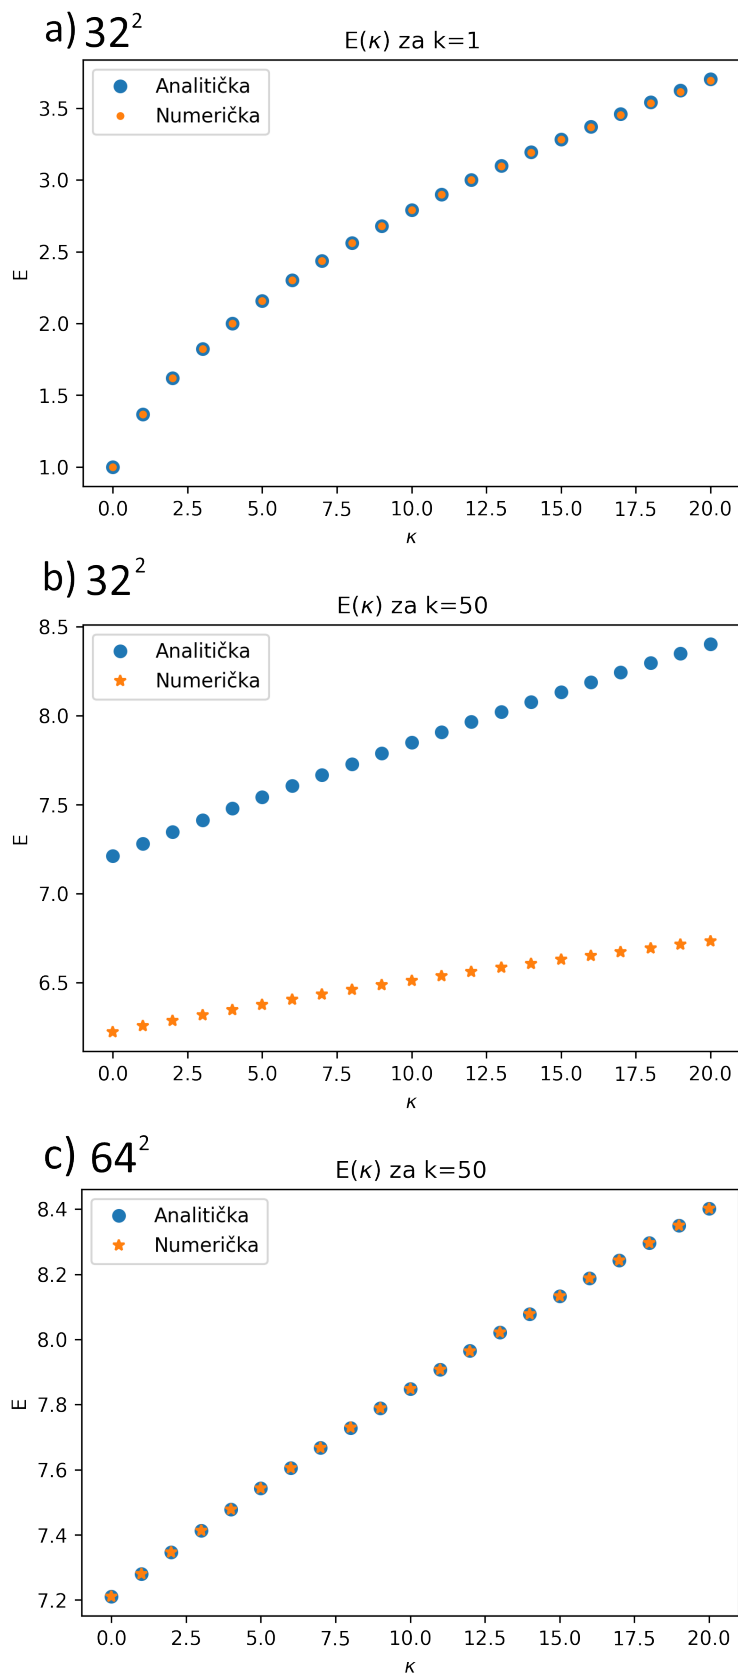 a) 32²
E(κ) za k=1
Analitička
Numerička
3.5
3.0
2.5
2.0
1.5
1.0
E
0.0 2.5 5.0 7.5 10.0 12.5 15.0 17.5 20.0
κ
b) 32²
E(κ) za k=50
Analitička
Numerička
8.5
8.0
7.5
7.0
6.5
E
0.0 2.5 5.0 7.5 10.0 12.5 15.0 17.5 20.0
κ
c) 64²
E(κ) za k=50
Analitička
Numerička
8.4
8.2
8.0
7.8
7.6
7.4
7.2
E
0.0 2.5 5.0 7.5 10.0 12.5 15.0 17.5 20.0
κ